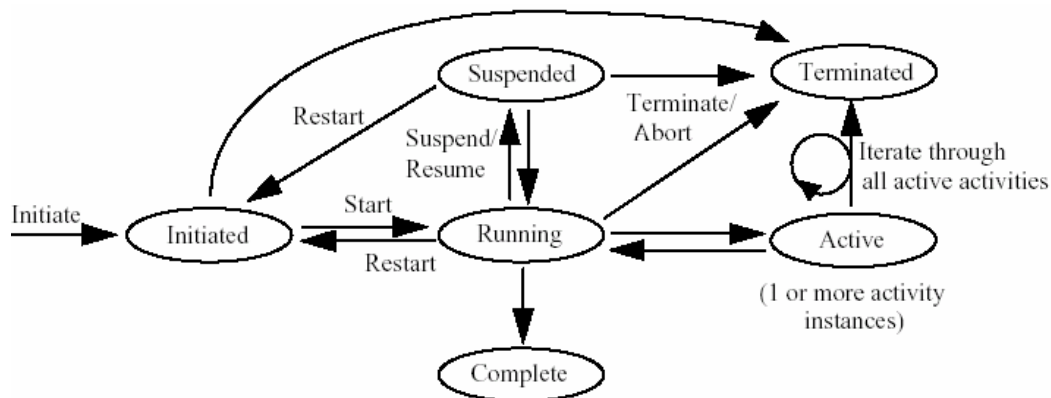 Suspended
Terminated
Restart
Terminate/
Abort
Suspend/
Resume
Iterate through
all active activities
Initiate
Start
Initiated
Running
Active
Restart
(1 or more activity
instances)
Complete